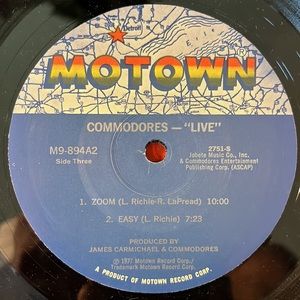 Detroit
MOTOWN
COMMODORES — "LIVE"
M9-894A2
Side Three
2751-S
Jobete Music Co., Inc.
& Commodores Entertainment
Publishing Corp. (ASCAP)
1. ZOOM (L. Richie-R. LaPread) 10:00
2. EASY (L. Richie) 7:23
PRODUCED BY
JAMES CARMICHAEL & COMMODORES
Ⓟ 1977 Motown Record Corp.
Trademark Motown Record Corp.
A PRODUCT OF MOTOWN RECORD CORP.